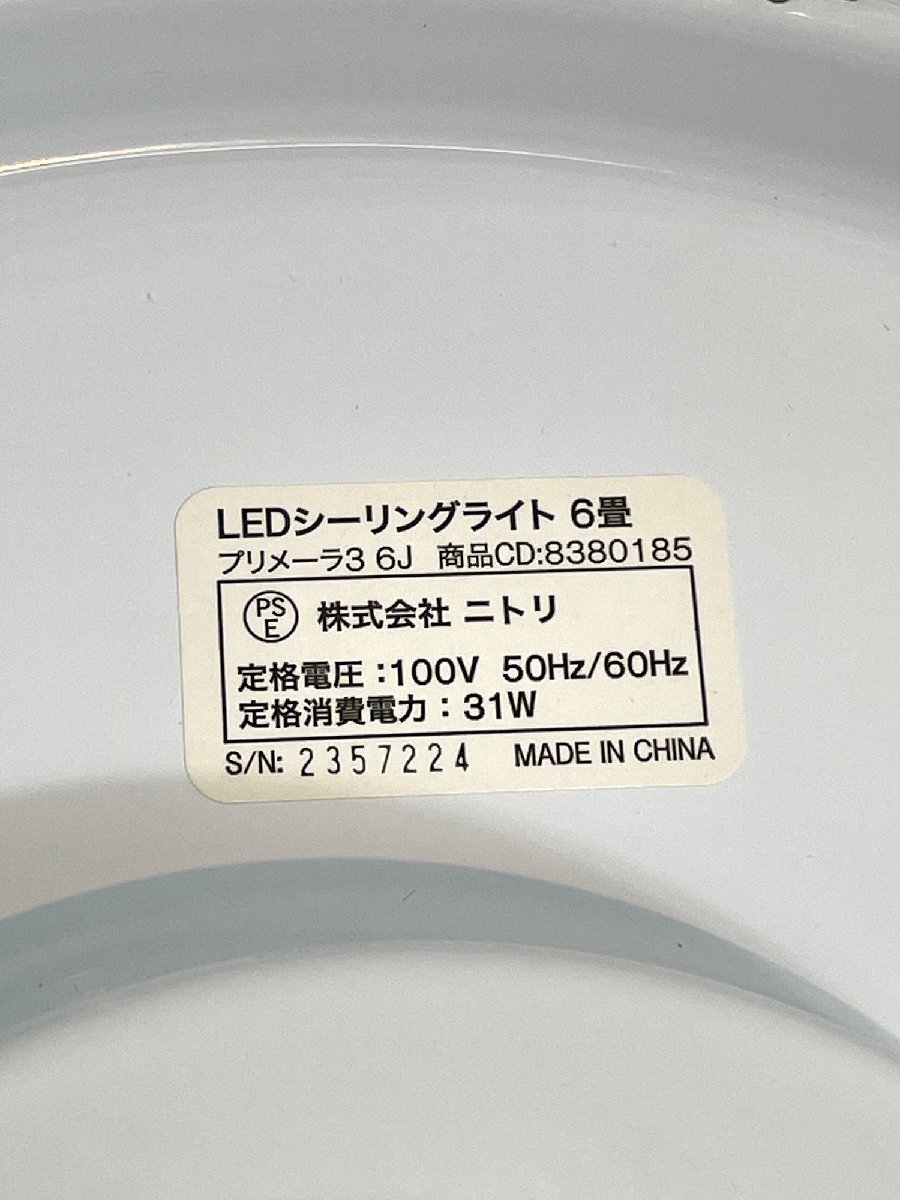 LEDシーリングライト 6畳
プリメーラ3 6J 商品CD:8380185
PSE 株式会社 ニトリ
定格電圧:100V 50Hz/60Hz
定格消費電力:31W
S/N: 2357224 MADE IN CHINA